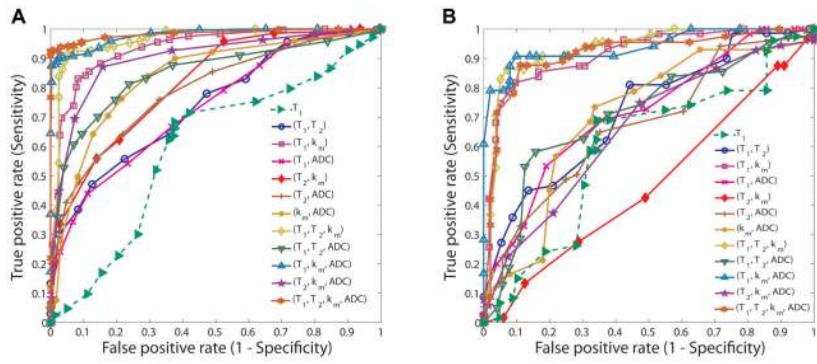 A
True positive rate (Sensitivity)
1
0.9
0.8
0.7
0.6
0.5
0.4
0.3
0.2
0.1
0
T1
(T1, T2)
(T1, km)
(T1, ADC)
(T2, km)
(T2, ADC)
(km, ADC)
(T1, T2, km)
(T1, T2, ADC)
(T1, km, ADC)
(T2, km, ADC)
(T1, T2, km, ADC)
0 0.1 0.2 0.3 0.4 0.5 0.6 0.7 0.8 0.9 1
False positive rate (1 - Specificity)
B
True positive rate (Sensitivity)
1
0.9
0.8
0.7
0.6
0.5
0.4
0.3
0.2
0.1
0
T1
(T1, T2)
(T1, km)
(T1, ADC)
(T2, km)
(T2, ADC)
(km, ADC)
(T1, T2, km)
(T1, T2, ADC)
(T1, km, ADC)
(T2, km, ADC)
(T1, T2, km, ADC)
0 0.1 0.2 0.3 0.4 0.5 0.6 0.7 0.8 0.9 1
False positive rate (1 - Specificity)